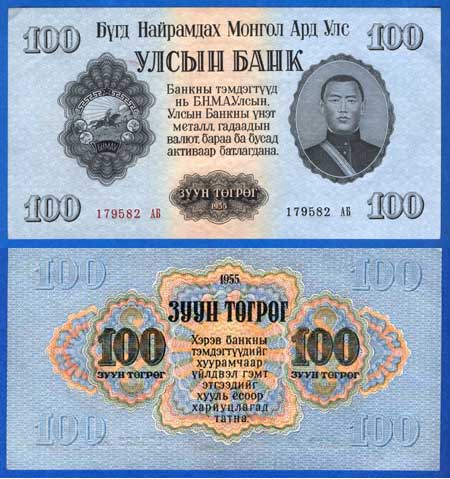 100 Бүгд Найрамдах Монгол Ард Улс 100
УЛСЫН БАНК
Банкны тэмдэгтүүд
нь Б.Н.М.А.Улсын,
Улсын Банкны үнэт
металл, гадаадын
валют, бараа ба бусад
активаар батлагдана.
БНМАУ
ЗУУН ТӨГРӨГ
1955
100 179582 АБ 179582 АБ 100
100 1955 100
ЗУУН ТӨГРӨГ
Хэрэв банкны
тэмдэгтүүдийг
хуурамчаар
үйлдвэл гэмт
этгээдийг
хууль ёсоор
хариуцлагад
татна.
100
ЗУУН ТӨГРӨГ
100
ЗУУН ТӨГРӨГ
100 100